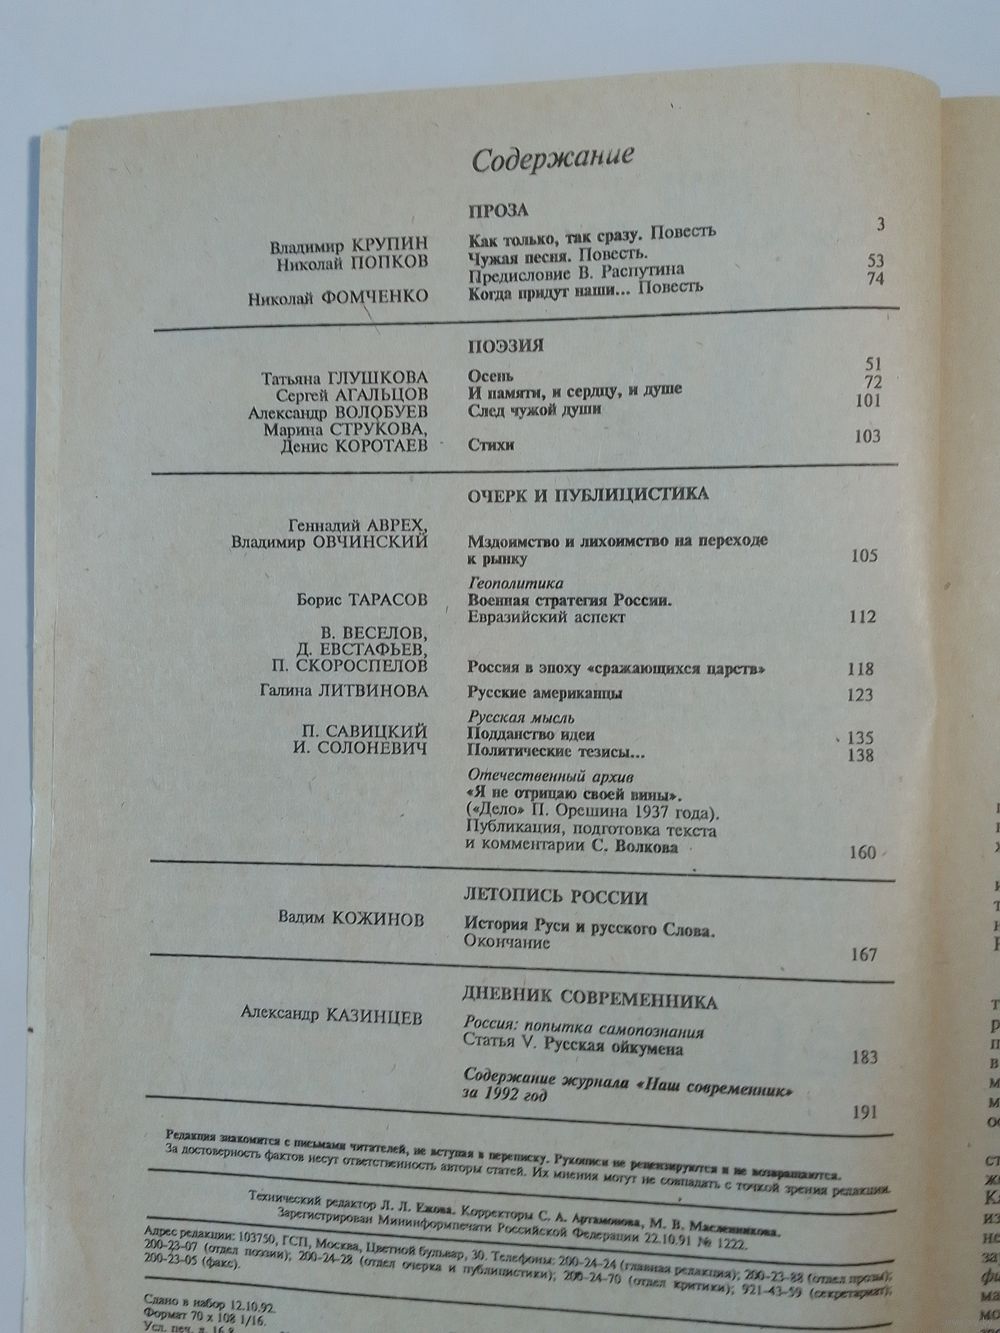 Содержание
ПРОЗА
Владимир КРУПИН Как только, так сразу. Повесть 3
Николай ПОПКОВ Чужая песня. Повесть.
Предисловие В. Распутина 53
Николай ФОМЧЕНКО Когда придут наши... Повесть 74
ПОЭЗИЯ
Татьяна ГЛУШКОВА Осень 51
Сергей АГАЛЬЦОВ И памяти, и сердцу, и душе 72
Александр ВОЛОБУЕВ След чужой души 101
Марина СТРУКОВА,
Денис КОРОТАЕВ Стихи 103
ОЧЕРК И ПУБЛИЦИСТИКА
Геннадий АВРЕХ,
Владимир ОВЧИНСКИЙ Мздоимство и лихоимство на переходе
к рынку 105
Геополитика
Борис ТАРАСОВ Военная стратегия России.
Евразийский аспект 112
В. ВЕСЕЛОВ,
Д. ЕВСТАФЬЕВ,
П. СКОРОСПЕЛОВ Россия в эпоху «сражающихся царств» 118
Галина ЛИТВИНОВА Русские американцы 123
Русская мысль
П. САВИЦКИЙ Подданство идеи 135
И. СОЛОНЕВИЧ Политические тезисы... 138
Отечественный архив
«Я не отрицаю своей вины».
(«Дело» П. Орешина 1937 года).
Публикация, подготовка текста
и комментарии С. Волкова 160
ЛЕТОПИСЬ РОССИИ
Вадим КОЖИНОВ История Руси и русского Слова.
Окончание 167
ДНЕВНИК СОВРЕМЕННИКА
Александр КАЗИНЦЕВ Россия: попытка самопознания
Статья V. Русская ойкумена 183
Содержание журнала «Наш современник»
за 1992 год 191
Редакция знакомится с письмами читателей, не вступая в переписку. Рукописи не рецензируются и не возвращаются.
За достоверность фактов несут ответственность авторы статей. Их мнения могут не совпадать с точкой зрения редакции.
Технический редактор Л. Л. Ежова. Корректоры С. А. Артамонова, М. В. Масленникова.
Зарегистрирован Мининформпечати Российской Федерации 22.10.91 № 1222.
Адрес редакции: 103750, ГСП, Москва, Цветной бульвар, 30. Телефоны: 200-24-24 (главная редакция); 200-23-88 (отдел прозы);
200-23-07 (отдел поэзии); 200-24-28 (отдел очерка и публицистики); 200-24-70 (отдел критики); 921-43-59 (секретариат);
200-23-05 (факс).
Сдано в набор 12.10.92.
Формат 70 х 108 1/16.
Усл. печ. л. 16,8